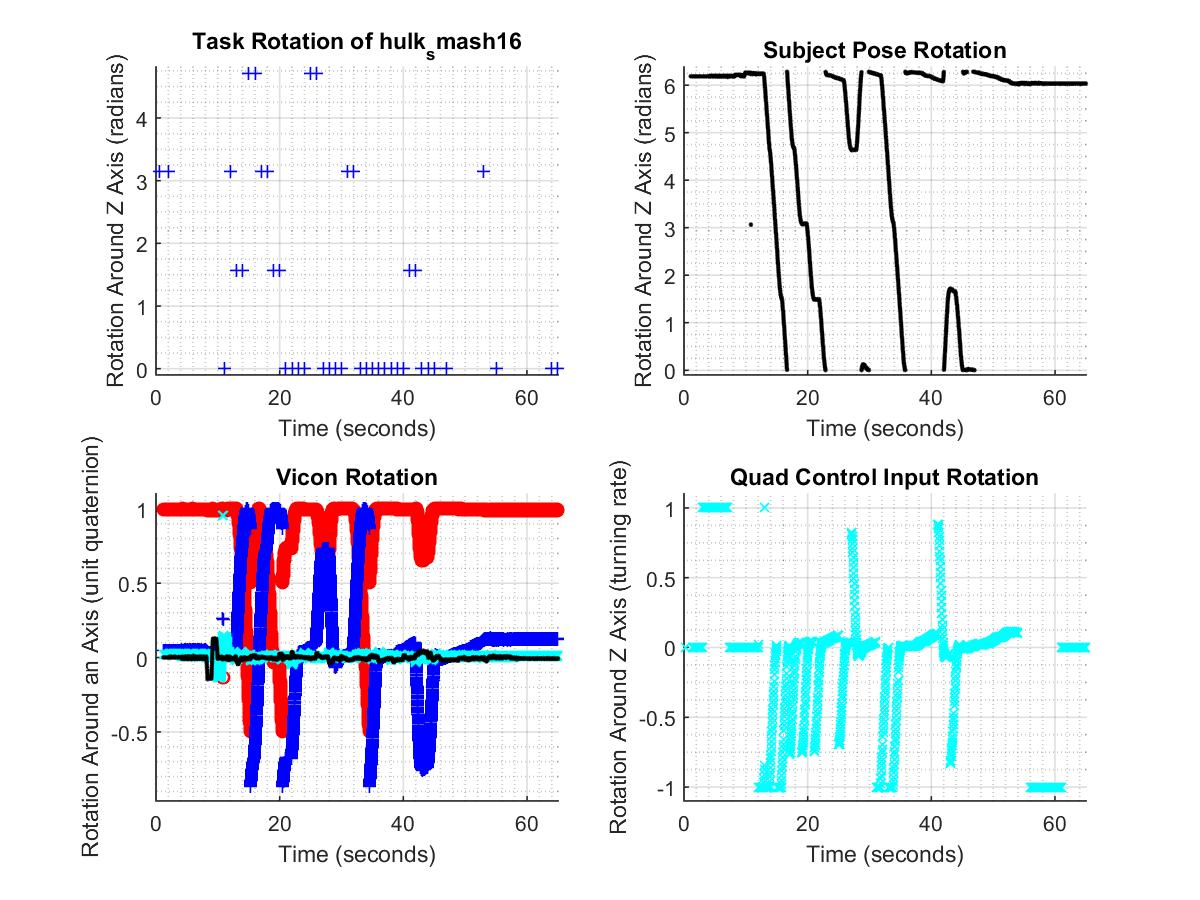 Task Rotation of hulksmash16
Rotation Around Z Axis (radians)
4
3
2
1
0
0 20 40 60
Time (seconds)
Subject Pose Rotation
Rotation Around Z Axis (radians)
6
5
4
3
2
1
0
0 20 40 60
Time (seconds)
Vicon Rotation
Rotation Around an Axis (unit quaternion)
1
0.5
0
-0.5
0 20 40 60
Time (seconds)
Quad Control Input Rotation
Rotation Around Z Axis (turning rate)
1
0.5
0
-0.5
-1
0 20 40 60
Time (seconds)